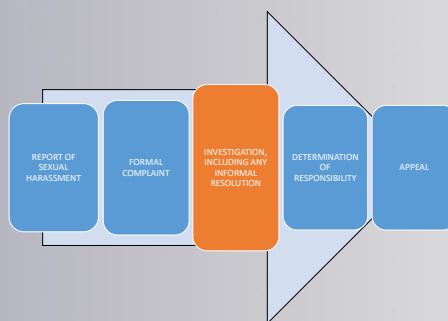 REPORT OF
SEXUAL
HARASSMENT
FORMAL
COMPLAINT
INVESTIGATION,
INCLUDING ANY
INFORMAL
RESOLUTION
DETERMINATION
OF
RESPONSIBILITY
APPEAL